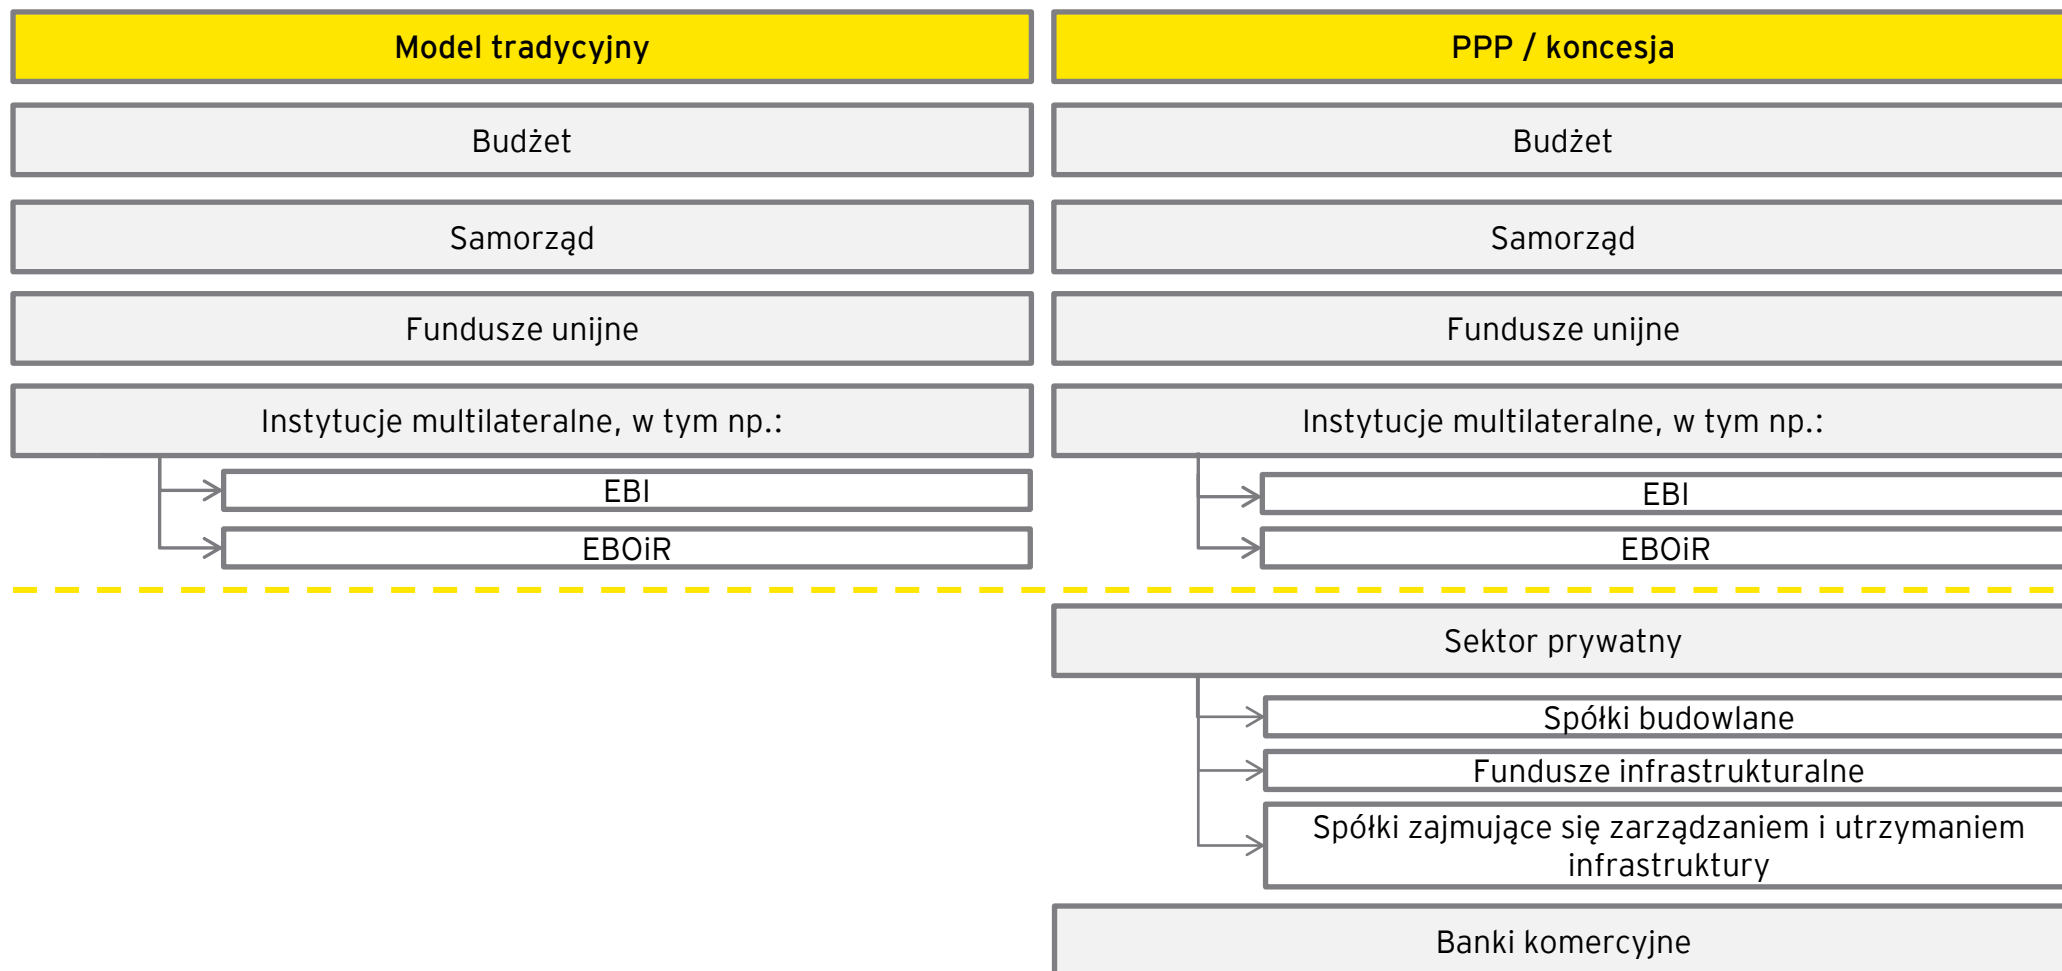 Model tradycyjny
PPP / koncesja
Budżet
Budżet
Samorząd
Samorząd
Fundusze unijne
Fundusze unijne
Instytucje multilateralne, w tym np.:
Instytucje multilateralne, w tym np.:
EBI
EBI
EBOiR
EBOiR
Sektor prywatny
Spółki budowlane
Fundusze infrastrukturalne
Spółki zajmujące się zarządzaniem i utrzymaniem
infrastruktury
Banki komercyjne